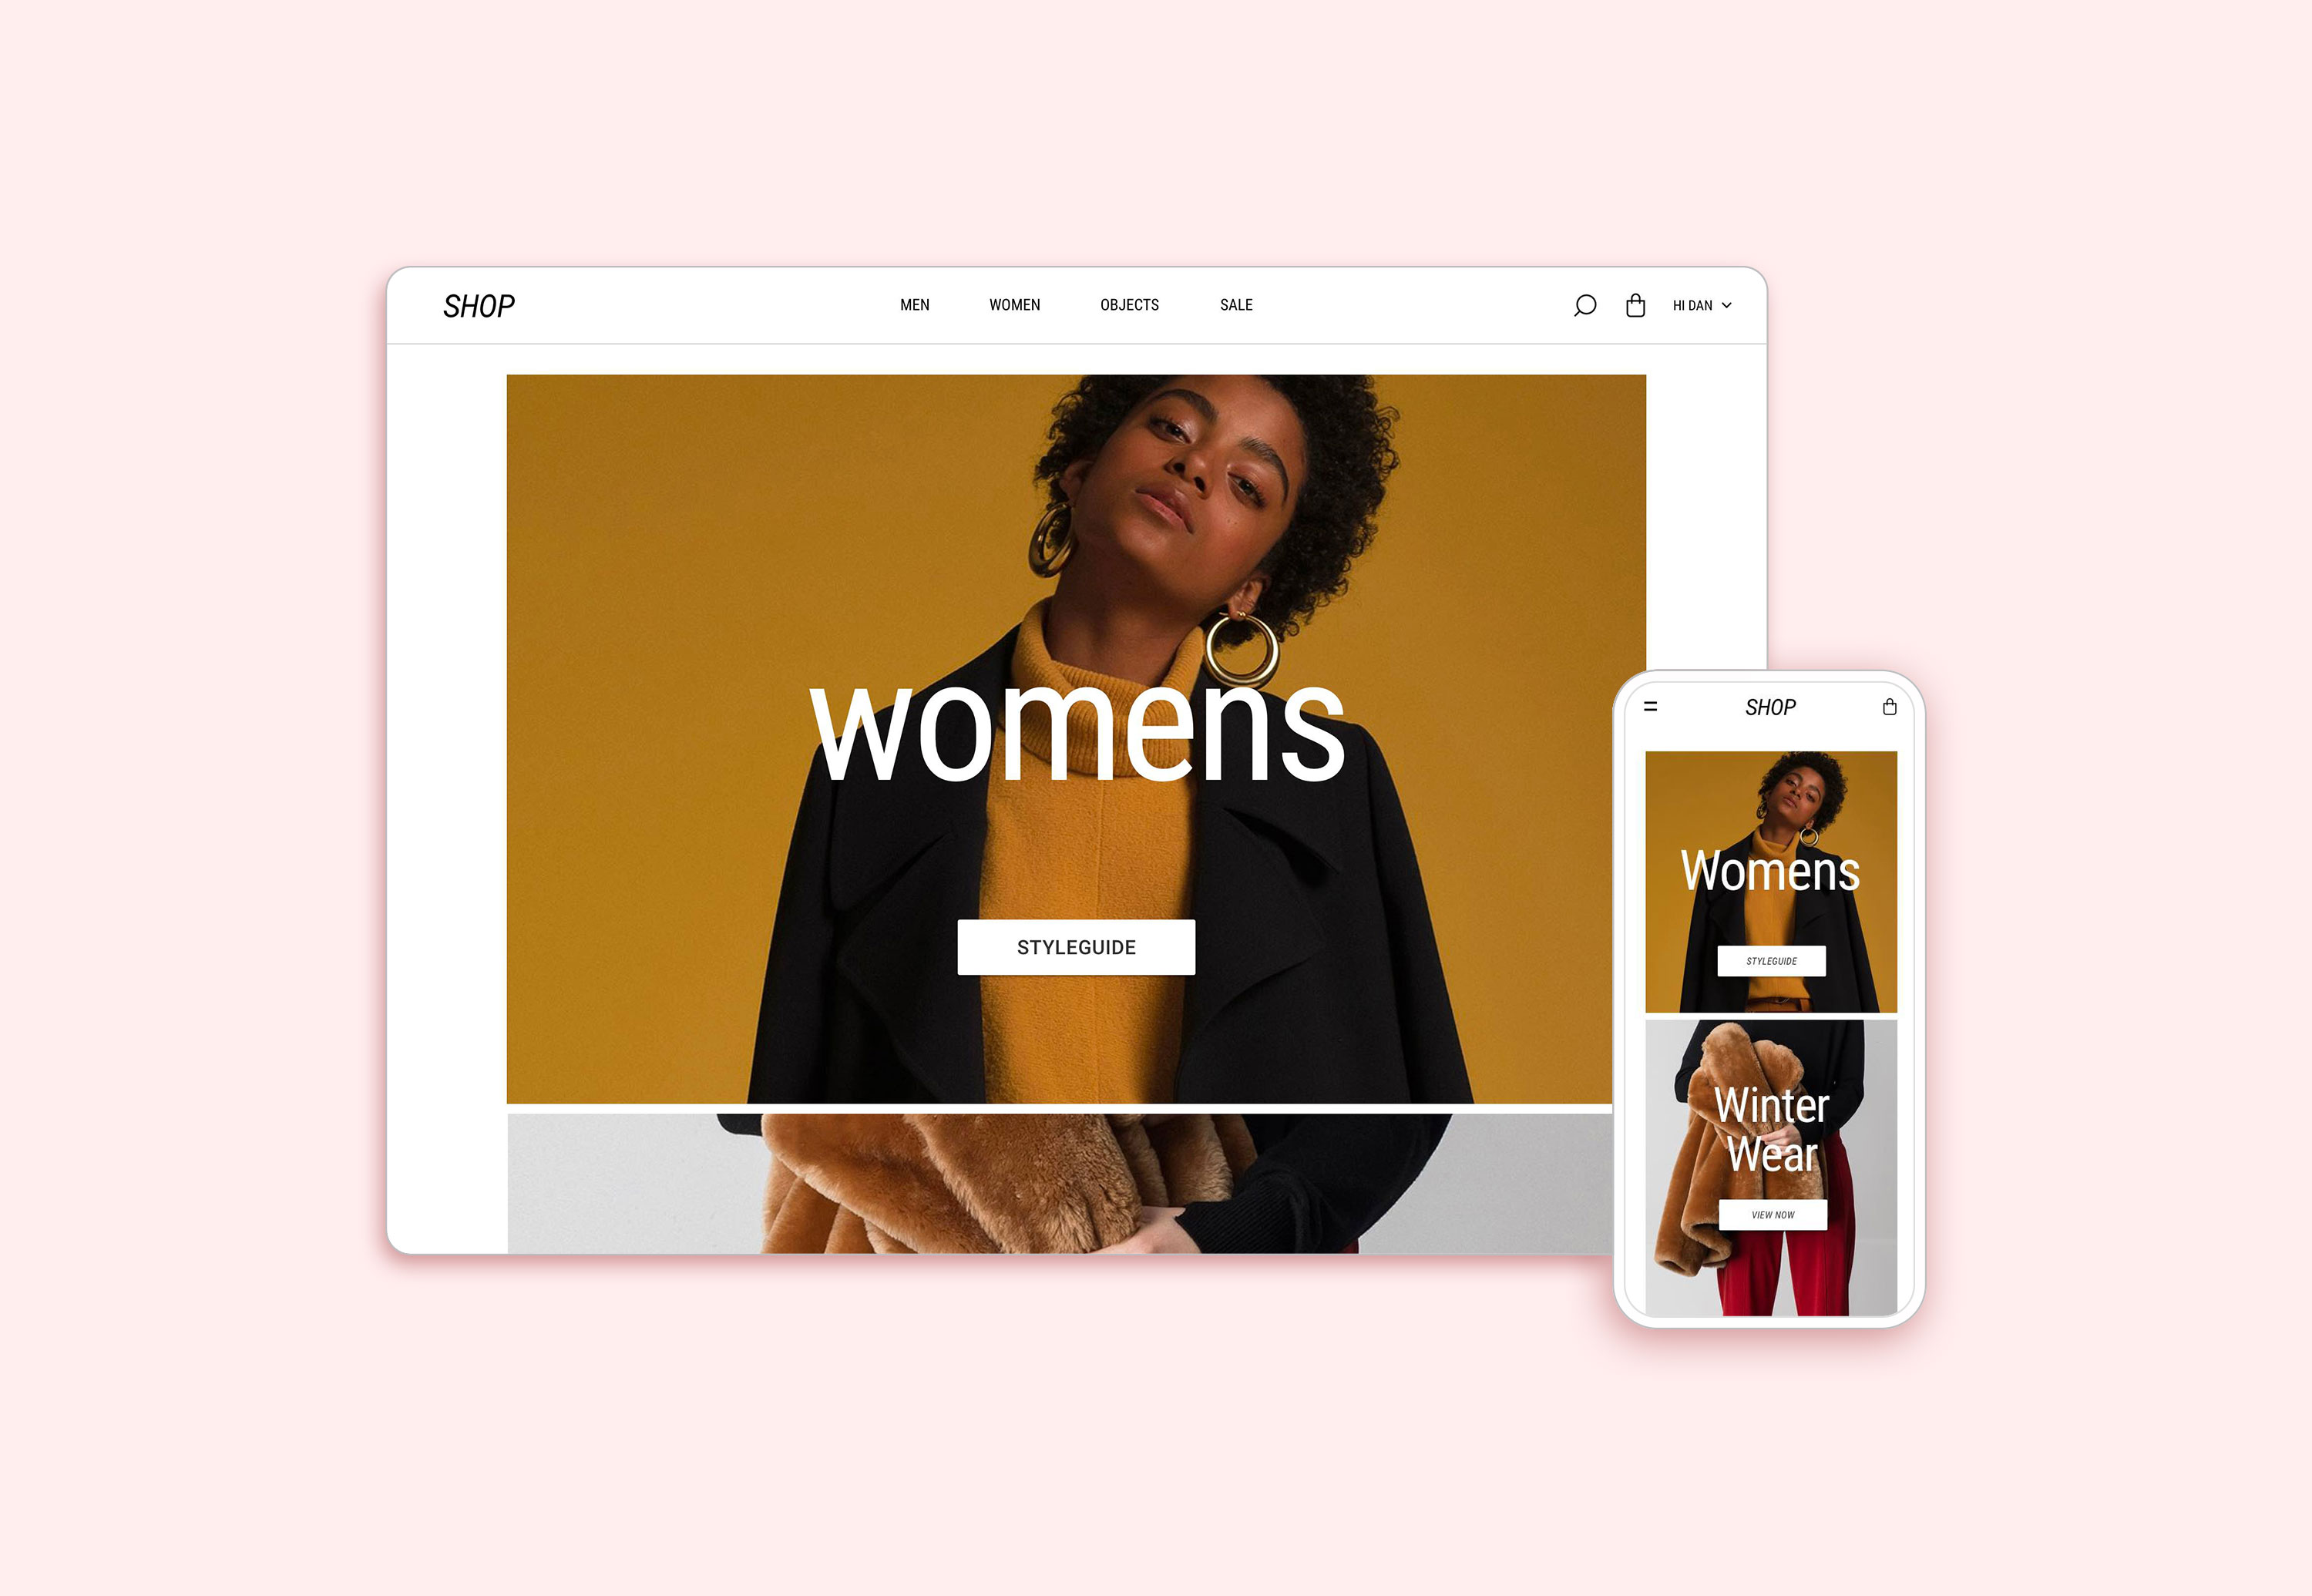 SHOP
MEN
WOMEN
OBJECTS
SALE
HI DAN
womens
STYLEGUIDE
SHOP
Womens
STYLEGUIDE
Winter
Wear
VIEW NOW